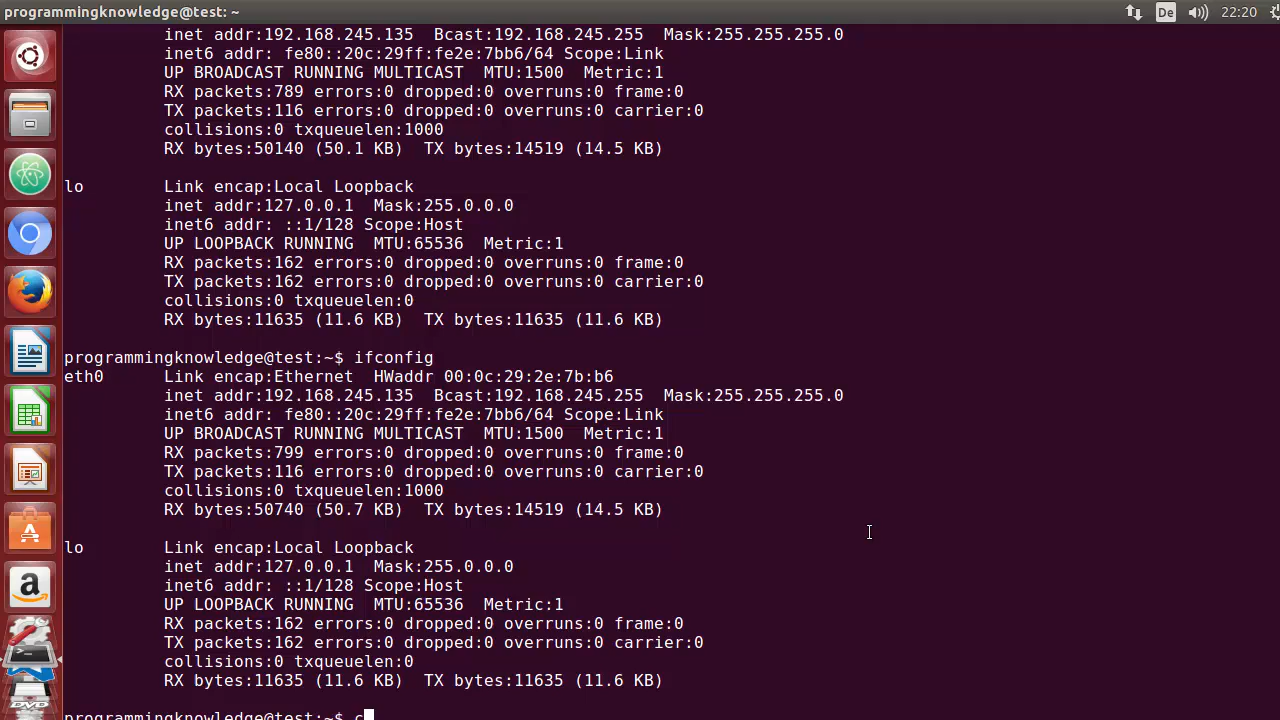 programmingknowledge@test: ~
De
22:20
inet addr:192.168.245.135  Bcast:192.168.245.255  Mask:255.255.255.0
inet6 addr: fe80::20c:29ff:fe2e:7bb6/64 Scope:Link
UP BROADCAST RUNNING MULTICAST  MTU:1500  Metric:1
RX packets:789 errors:0 dropped:0 overruns:0 frame:0
TX packets:116 errors:0 dropped:0 overruns:0 carrier:0
collisions:0 txqueuelen:1000
RX bytes:50140 (50.1 KB)  TX bytes:14519 (14.5 KB)
lo        Link encap:Local Loopback
inet addr:127.0.0.1  Mask:255.0.0.0
inet6 addr: ::1/128 Scope:Host
UP LOOPBACK RUNNING  MTU:65536  Metric:1
RX packets:162 errors:0 dropped:0 overruns:0 frame:0
TX packets:162 errors:0 dropped:0 overruns:0 carrier:0
collisions:0 txqueuelen:0
RX bytes:11635 (11.6 KB)  TX bytes:11635 (11.6 KB)
programmingknowledge@test:~$ ifconfig
eth0      Link encap:Ethernet  HWaddr 00:0c:29:2e:7b:b6
inet addr:192.168.245.135  Bcast:192.168.245.255  Mask:255.255.255.0
inet6 addr: fe80::20c:29ff:fe2e:7bb6/64 Scope:Link
UP BROADCAST RUNNING MULTICAST  MTU:1500  Metric:1
RX packets:799 errors:0 dropped:0 overruns:0 frame:0
TX packets:116 errors:0 dropped:0 overruns:0 carrier:0
collisions:0 txqueuelen:1000
RX bytes:50740 (50.7 KB)  TX bytes:14519 (14.5 KB)
lo        Link encap:Local Loopback
inet addr:127.0.0.1  Mask:255.0.0.0
inet6 addr: ::1/128 Scope:Host
UP LOOPBACK RUNNING  MTU:65536  Metric:1
RX packets:162 errors:0 dropped:0 overruns:0 frame:0
TX packets:162 errors:0 dropped:0 overruns:0 carrier:0
collisions:0 txqueuelen:0
RX bytes:11635 (11.6 KB)  TX bytes:11635 (11.6 KB)
programmingknowledge@test:~$ c
A
a
DVD